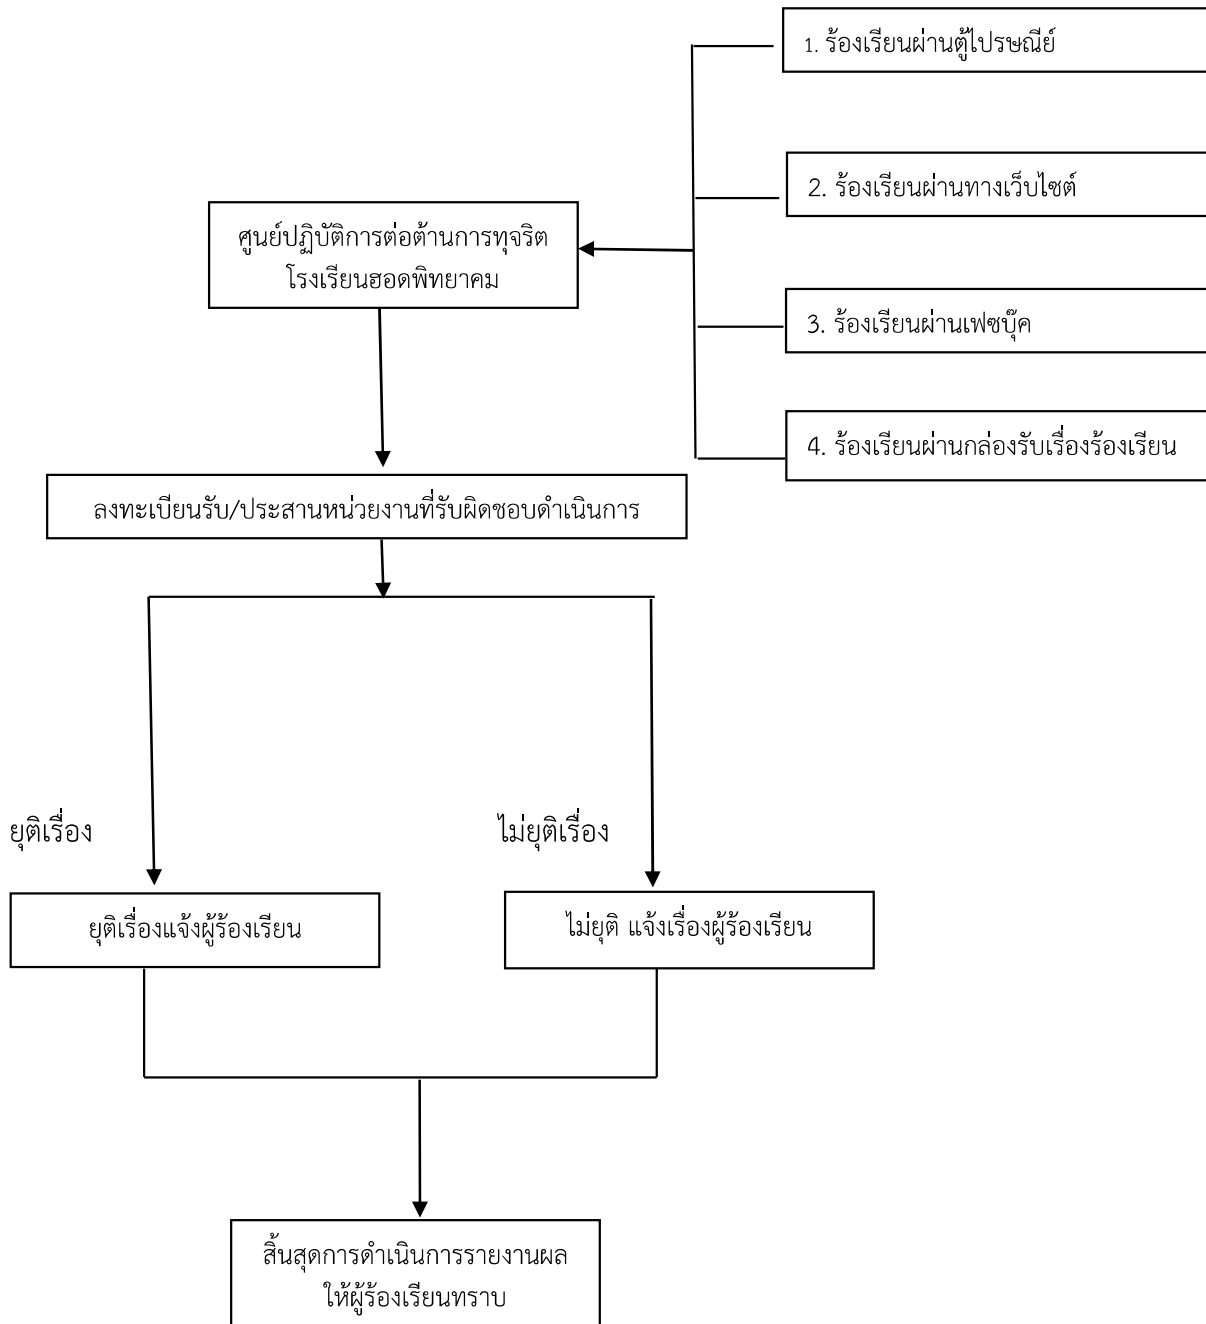 1. ร้องเรียนผ่านตู้ไปรษณีย์
2. ร้องเรียนผ่านทางเว็บไซต์
ศูนย์ปฏิบัติการต่อต้านการทุจริต
โรงเรียนฮอดพิทยาคม
3. ร้องเรียนผ่านเฟซบุ๊ค
4. ร้องเรียนผ่านกล่องรับเรื่องร้องเรียน
ลงทะเบียนรับ/ประสานหน่วยงานที่รับผิดชอบดำเนินการ
ยุติเรื่อง
ไม่ยุติเรื่อง
ยุติเรื่องแจ้งผู้ร้องเรียน
ไม่ยุติ แจ้งเรื่องผู้ร้องเรียน
สิ้นสุดการดำเนินการรายงานผล
ให้ผู้ร้องเรียนทราบ